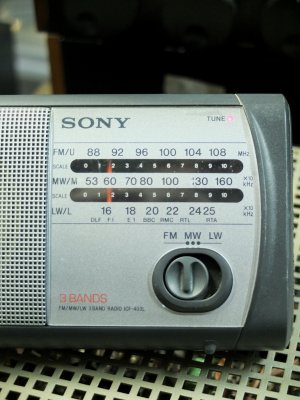 SONY
TUNE
FM/U 88 92 96 100 104 108 MHz
SCALE 0 1 2 3 4 5 6 7 8 9 10
MW/M 53 60 70 80 100 130 160 X10 kHz
SCALE 0 1 2 3 4 5 6 7 8 9 10
LW/L 16 18 20 22 24 25 X10 kHz
DLF F1 E1 BBC RMC RTL RTA
FM MW LW
3 BANDS
FM/MW/LW 3 BAND RADIO ICF-403L